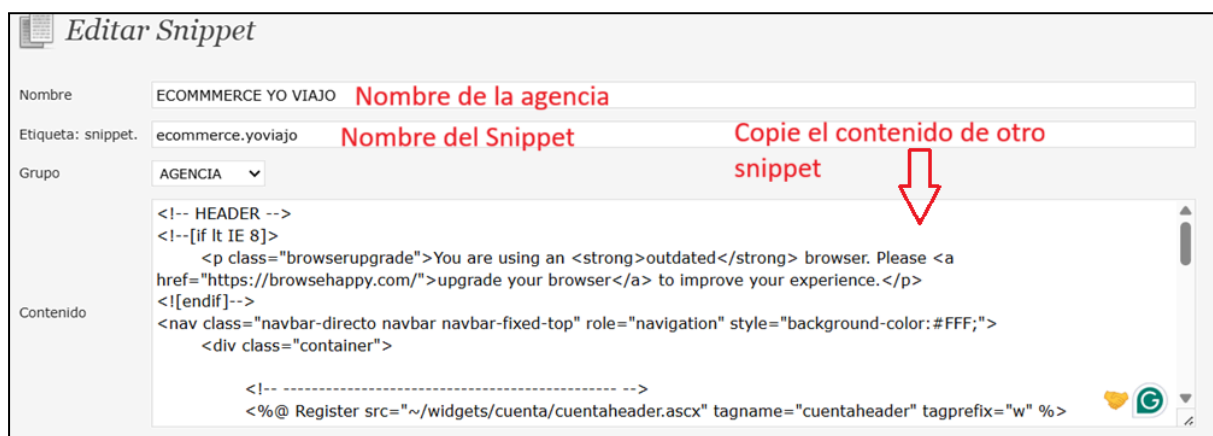 Editar Snippet
Nombre ECOMMMERCE YO VIAJO Nombre de la agencia
Etiqueta: snippet. ecommerce.yoviajo Nombre del Snippet Copie el contenido de otro
snippet
Grupo AGENCIA
<!-- HEADER -->
<!--[if lt IE 8]>
<p class="browserupgrade">You are using an <strong>outdated</strong> browser. Please <a
href="https://browsehappy.com/">upgrade your browser</a> to improve your experience.</p>
<![endif]-->
Contenido
<nav class="navbar-directo navbar navbar-fixed-top" role="navigation" style="background-color:#FFF;">
<div class="container">
<!-- ----------------------------------------------- -->
<%@ Register src="~/widgets/cuenta/cuentaheader.ascx" tagname="cuentaheader" tagprefix="w" %>
G